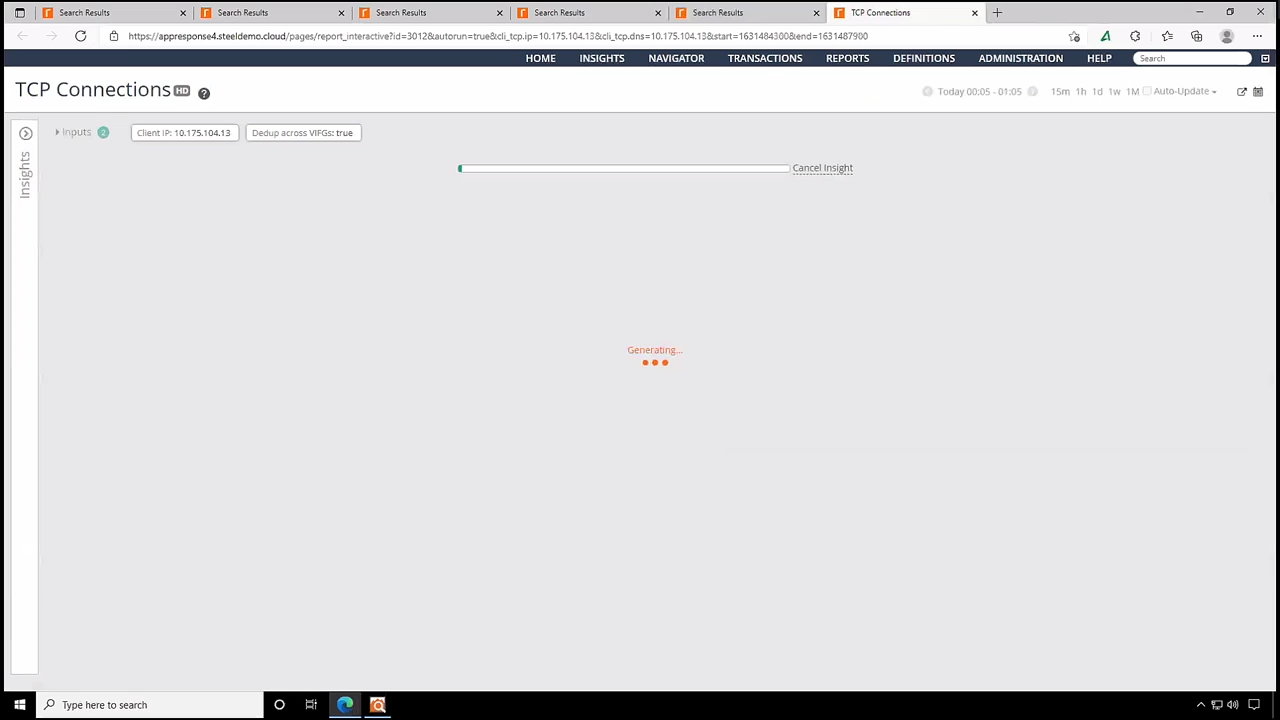 Search Results
Search Results
Search Results
Search Results
Search Results
TCP Connections
https://appresponse4.steeldemo.cloud/pages/report_interactive?id=3012&autorun=true&cli_tcp.ip=10.175.104.13&cli_tcp.dns=10.175.104.13&start=1631484300&end=1631487900
HOME INSIGHTS NAVIGATOR TRANSACTIONS REPORTS DEFINITIONS ADMINISTRATION HELP Search
TCP Connections HD ?
Today 00:05 - 01:05 15m 1h 1d 1w 1M Auto-Update
Inputs 2 Client IP: 10.175.104.13 Dedup across VIFGs: true
Insights
Cancel Insight
Generating...
Type here to search